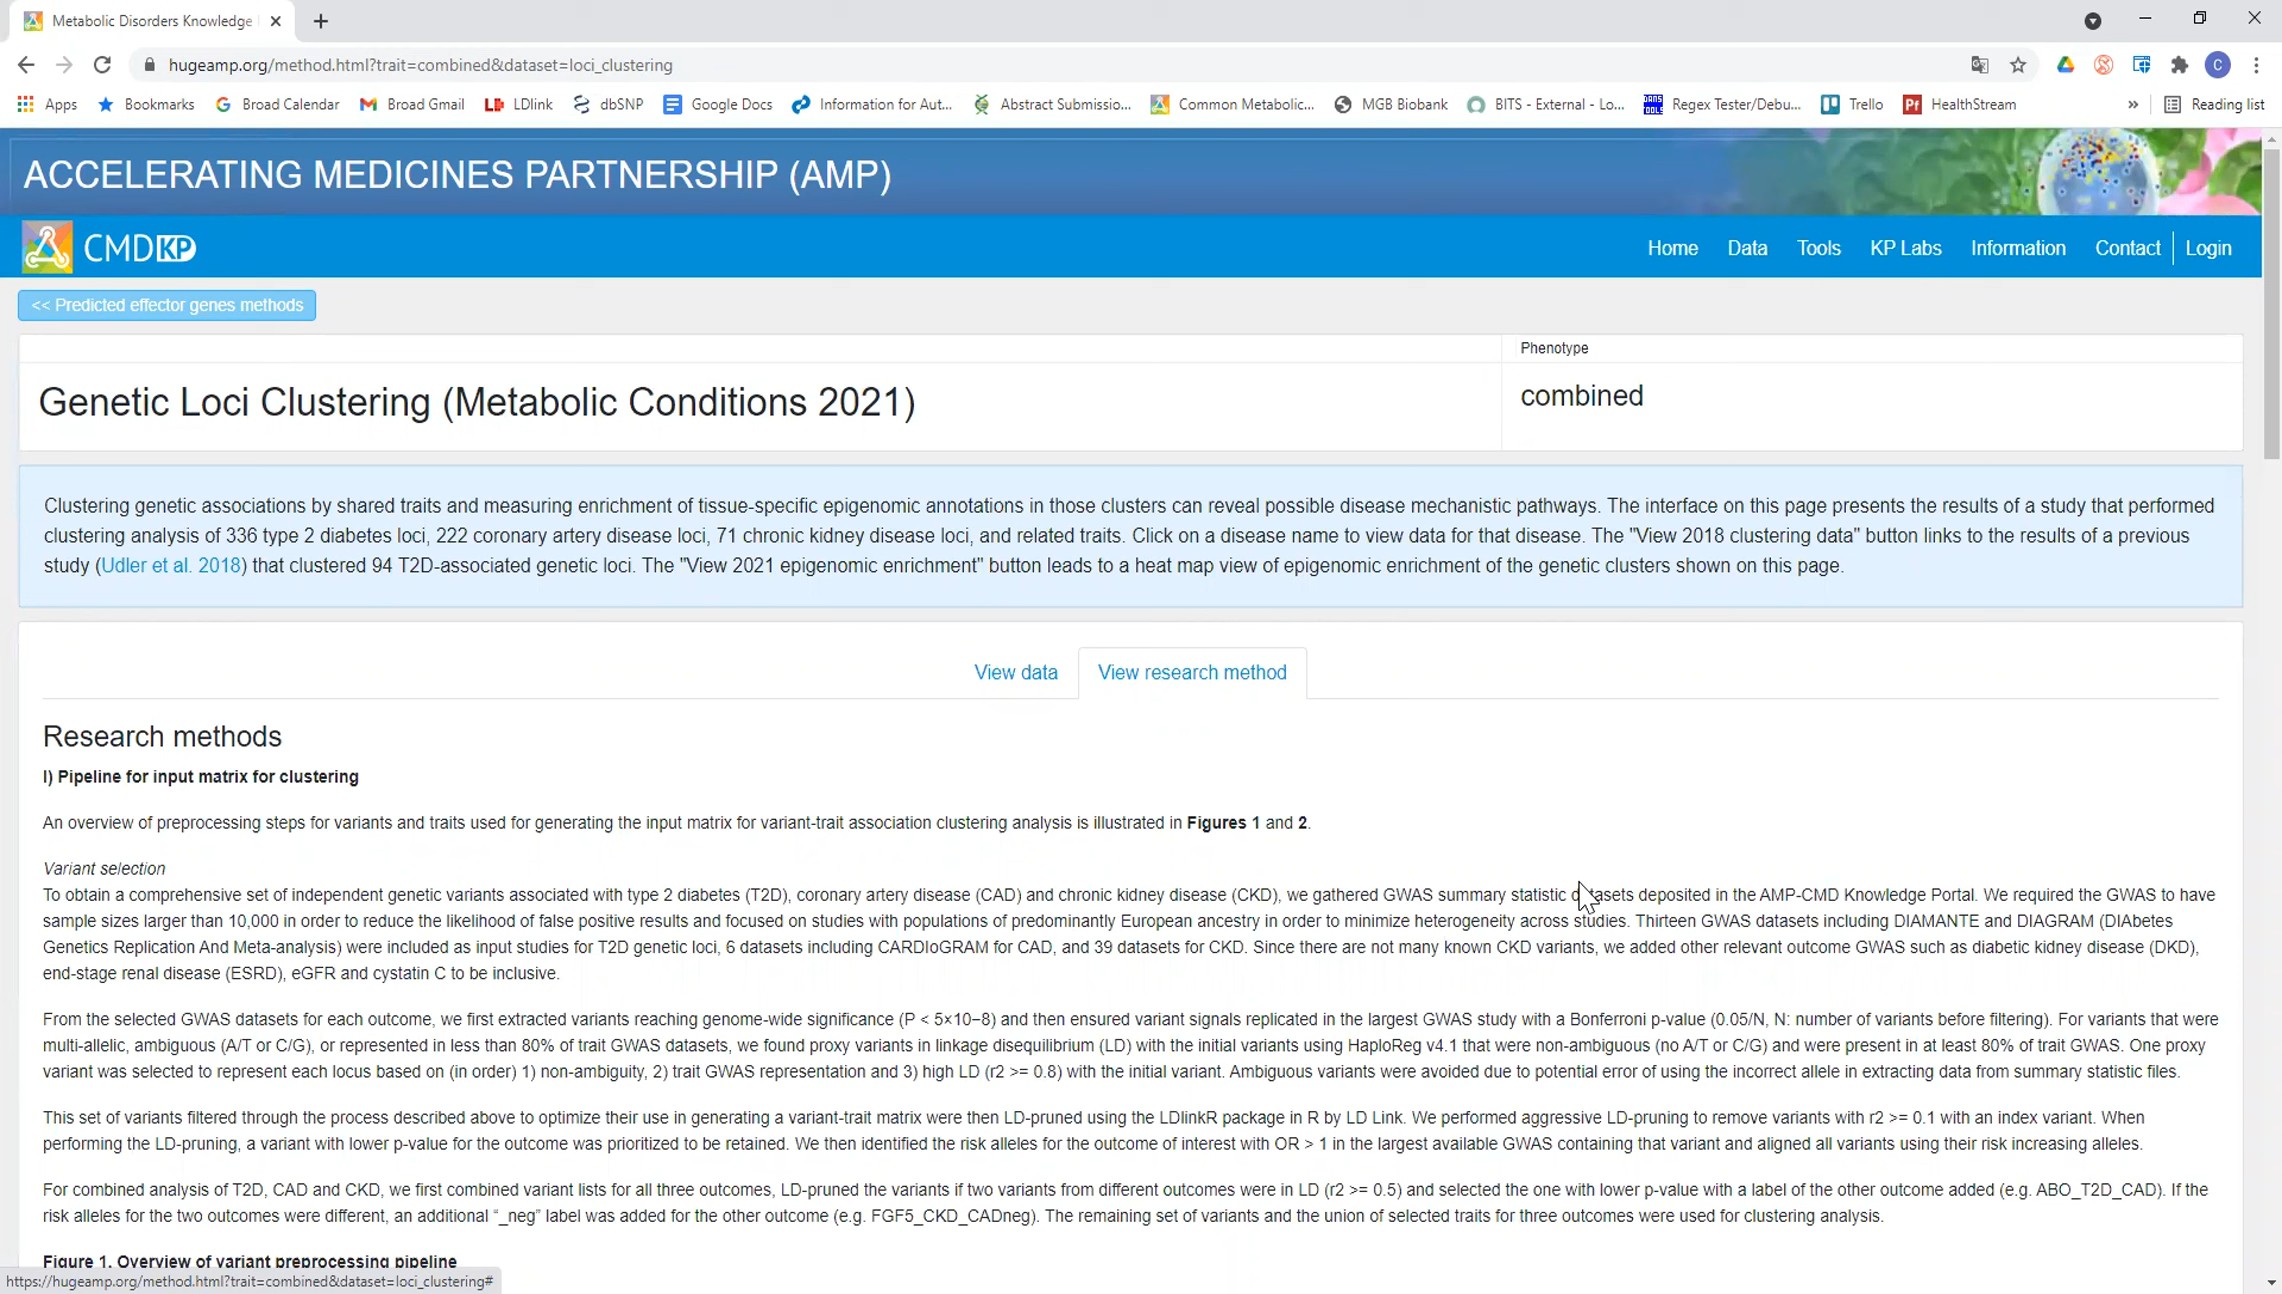 Metabolic Disorders Knowledge
hugeamp.org/method.html?trait=combined&dataset=loci_clustering
C
Apps Bookmarks Broad Calendar Broad Gmail LDlink dbSNP Google Docs Information for Aut... Abstract Submissio... Common Metabolic... MGB Biobank BITS - External - Lo... Regex Tester/Debu... Trello HealthStream » Reading list
ACCELERATING MEDICINES PARTNERSHIP (AMP)
CMDKP
Home Data Tools KP Labs Information Contact Login
<< Predicted effector genes methods
Phenotype
Genetic Loci Clustering (Metabolic Conditions 2021)
combined
Clustering genetic associations by shared traits and measuring enrichment of tissue-specific epigenomic annotations in those clusters can reveal possible disease mechanistic pathways. The interface on this page presents the results of a study that performed
clustering analysis of 336 type 2 diabetes loci, 222 coronary artery disease loci, 71 chronic kidney disease loci, and related traits. Click on a disease name to view data for that disease. The "View 2018 clustering data" button links to the results of a previous
study (Udler et al. 2018) that clustered 94 T2D-associated genetic loci. The "View 2021 epigenomic enrichment" button leads to a heat map view of epigenomic enrichment of the genetic clusters shown on this page.
View data View research method
Research methods
I) Pipeline for input matrix for clustering
An overview of preprocessing steps for variants and traits used for generating the input matrix for variant-trait association clustering analysis is illustrated in Figures 1 and 2.
Variant selection
To obtain a comprehensive set of independent genetic variants associated with type 2 diabetes (T2D), coronary artery disease (CAD) and chronic kidney disease (CKD), we gathered GWAS summary statistic datasets deposited in the AMP-CMD Knowledge Portal. We required the GWAS to have
sample sizes larger than 10,000 in order to reduce the likelihood of false positive results and focused on studies with populations of predominantly European ancestry in order to minimize heterogeneity across studies. Thirteen GWAS datasets including DIAMANTE and DIAGRAM (DIAbetes
Genetics Replication And Meta-analysis) were included as input studies for T2D genetic loci, 6 datasets including CARDIoGRAM for CAD, and 39 datasets for CKD. Since there are not many known CKD variants, we added other relevant outcome GWAS such as diabetic kidney disease (DKD),
end-stage renal disease (ESRD), eGFR and cystatin C to be inclusive.
From the selected GWAS datasets for each outcome, we first extracted variants reaching genome-wide significance (P < 5×10−8) and then ensured variant signals replicated in the largest GWAS study with a Bonferroni p-value (0.05/N, N: number of variants before filtering). For variants that were
multi-allelic, ambiguous (A/T or C/G), or represented in less than 80% of trait GWAS datasets, we found proxy variants in linkage disequilibrium (LD) with the initial variants using HaploReg v4.1 that were non-ambiguous (no A/T or C/G) and were present in at least 80% of trait GWAS. One proxy
variant was selected to represent each locus based on (in order) 1) non-ambiguity, 2) trait GWAS representation and 3) high LD (r2 >= 0.8) with the initial variant. Ambiguous variants were avoided due to potential error of using the incorrect allele in extracting data from summary statistic files.
This set of variants filtered through the process described above to optimize their use in generating a variant-trait matrix were then LD-pruned using the LDlinkR package in R by LD Link. We performed aggressive LD-pruning to remove variants with r2 >= 0.1 with an index variant. When
performing the LD-pruning, a variant with lower p-value for the outcome was prioritized to be retained. We then identified the risk alleles for the outcome of interest with OR > 1 in the largest available GWAS containing that variant and aligned all variants using their risk increasing alleles.
For combined analysis of T2D, CAD and CKD, we first combined variant lists for all three outcomes, LD-pruned the variants if two variants from different outcomes were in LD (r2 >= 0.5) and selected the one with lower p-value with a label of the other outcome added (e.g. ABO_T2D_CAD). If the
risk alleles for the two outcomes were different, an additional “_neg” label was added for the other outcome (e.g. FGF5_CKD_CADneg). The remaining set of variants and the union of selected traits for three outcomes were used for clustering analysis.
Figure 1. Overview of variant preprocessing pipeline
https://hugeamp.org/method.html?trait=combined&dataset=loci_clustering#